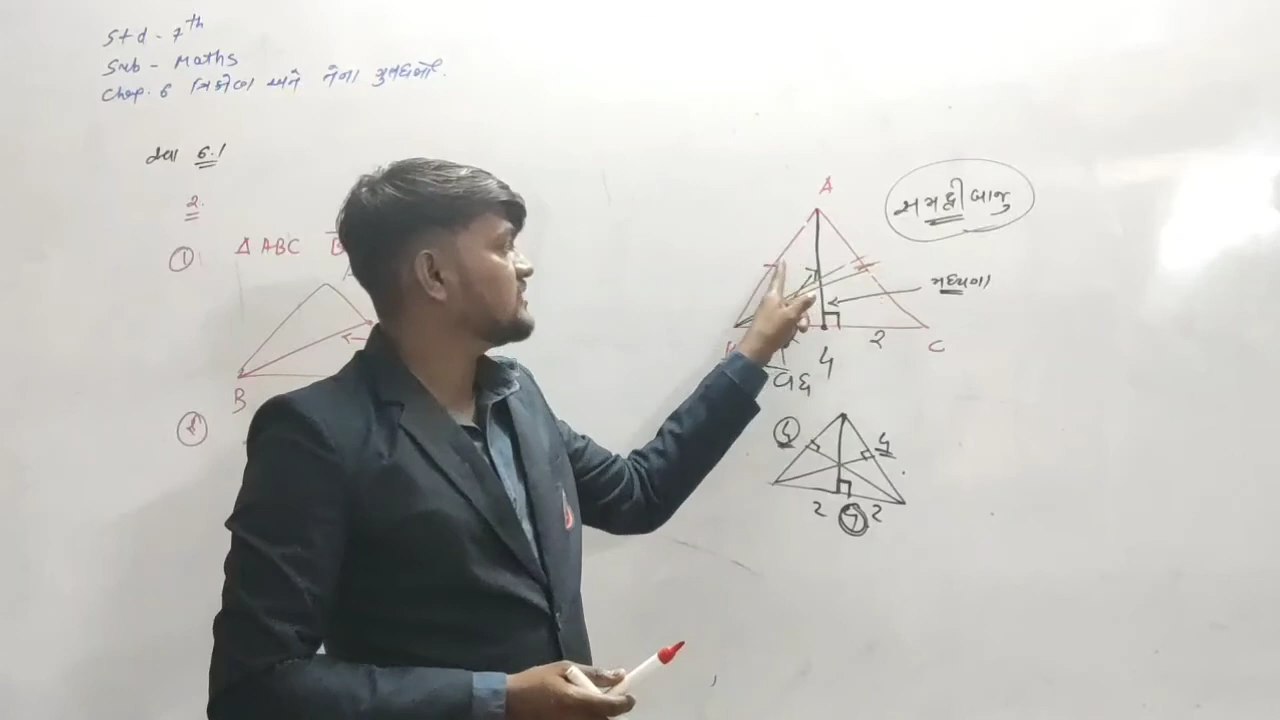 Std - 7th
Sub - Maths
Chap. 6 ત્રિકોણ અને તેના ગુણધર્મો.
સ્વા 6.1
2.
① Δ ABC
B
A
સમદ્વીબાજુ
મધ્યગા
B
2
C
4
વેધ
2
2